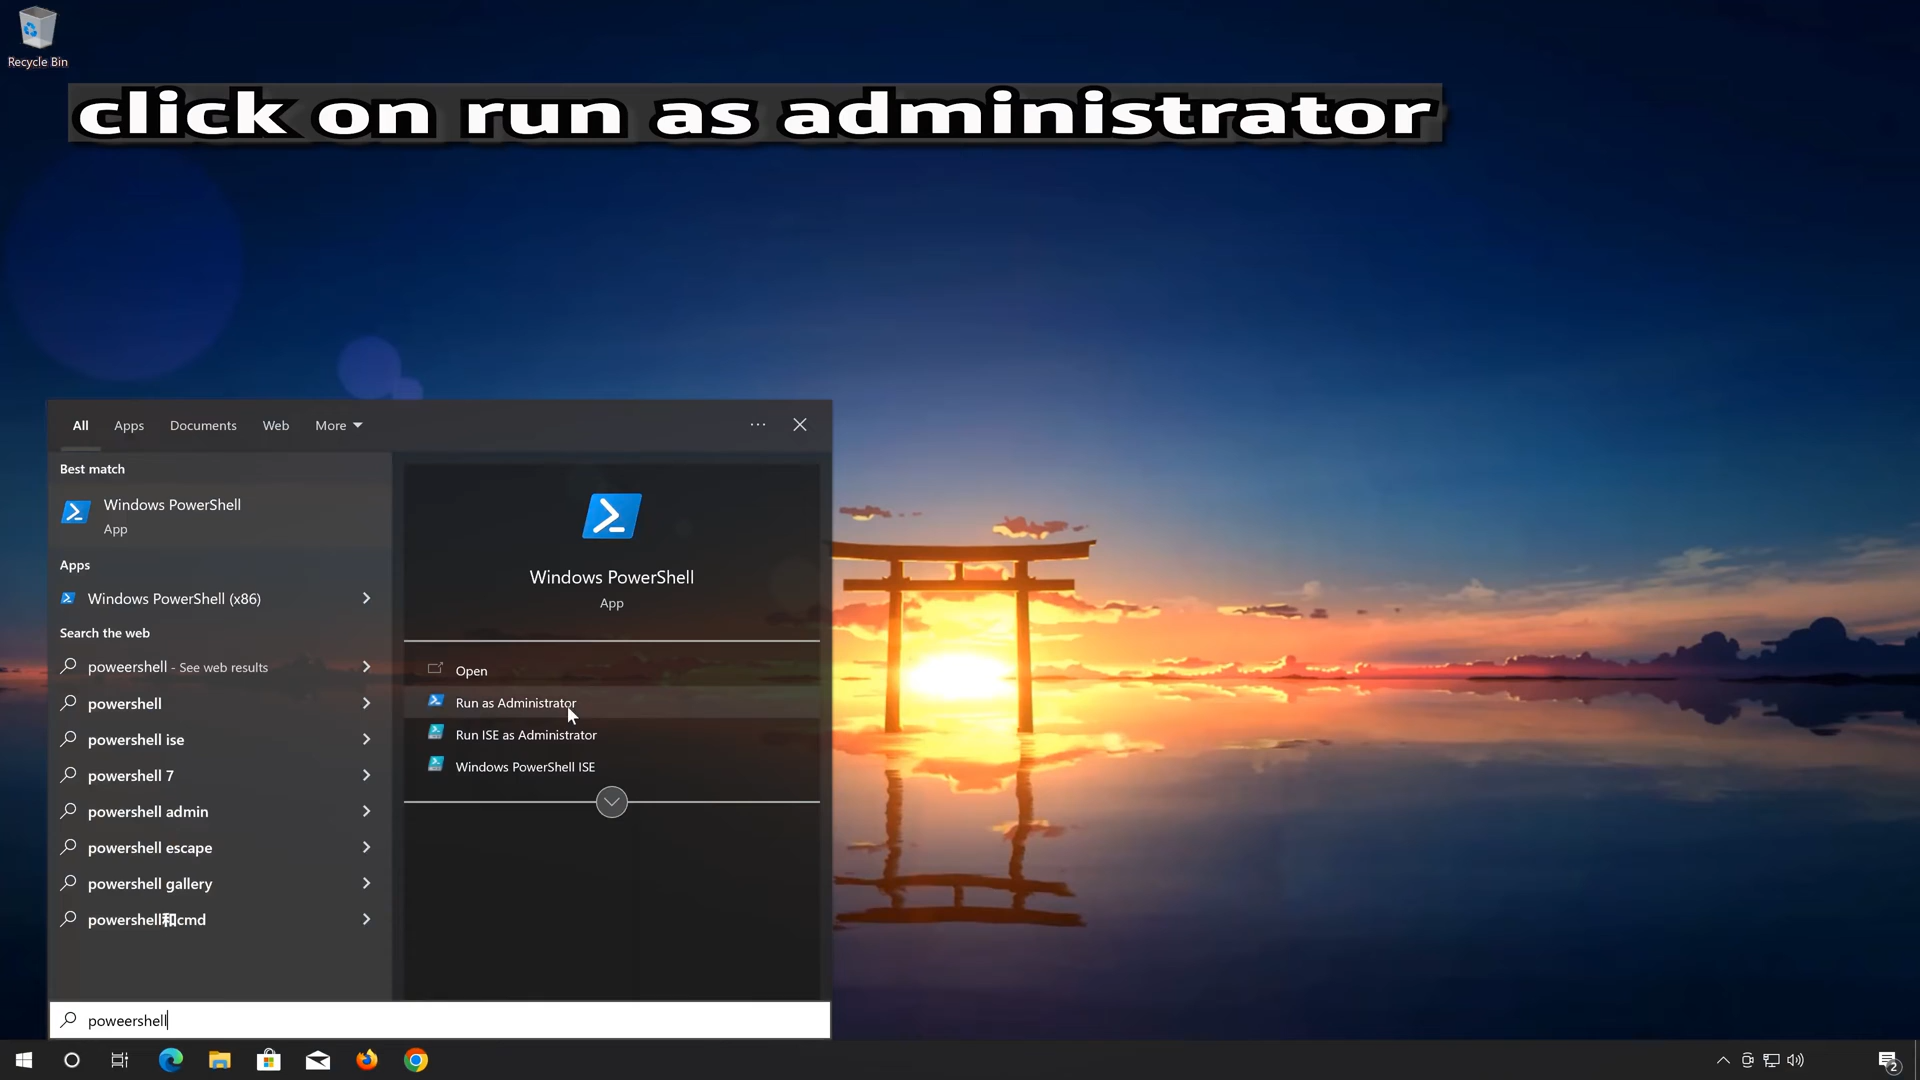 Recycle Bin
click on run as administrator
All Apps Documents Web More
Best match
Windows PowerShell
App
Apps
Windows PowerShell (x86)
Search the web
poweershell - See web results
powershell
powershell ise
powershell 7
powershell admin
powershell escape
powershell gallery
powershell和cmd
Windows PowerShell
App
Open
Run as Administrator
Run ISE as Administrator
Windows PowerShell ISE
poweershell
2